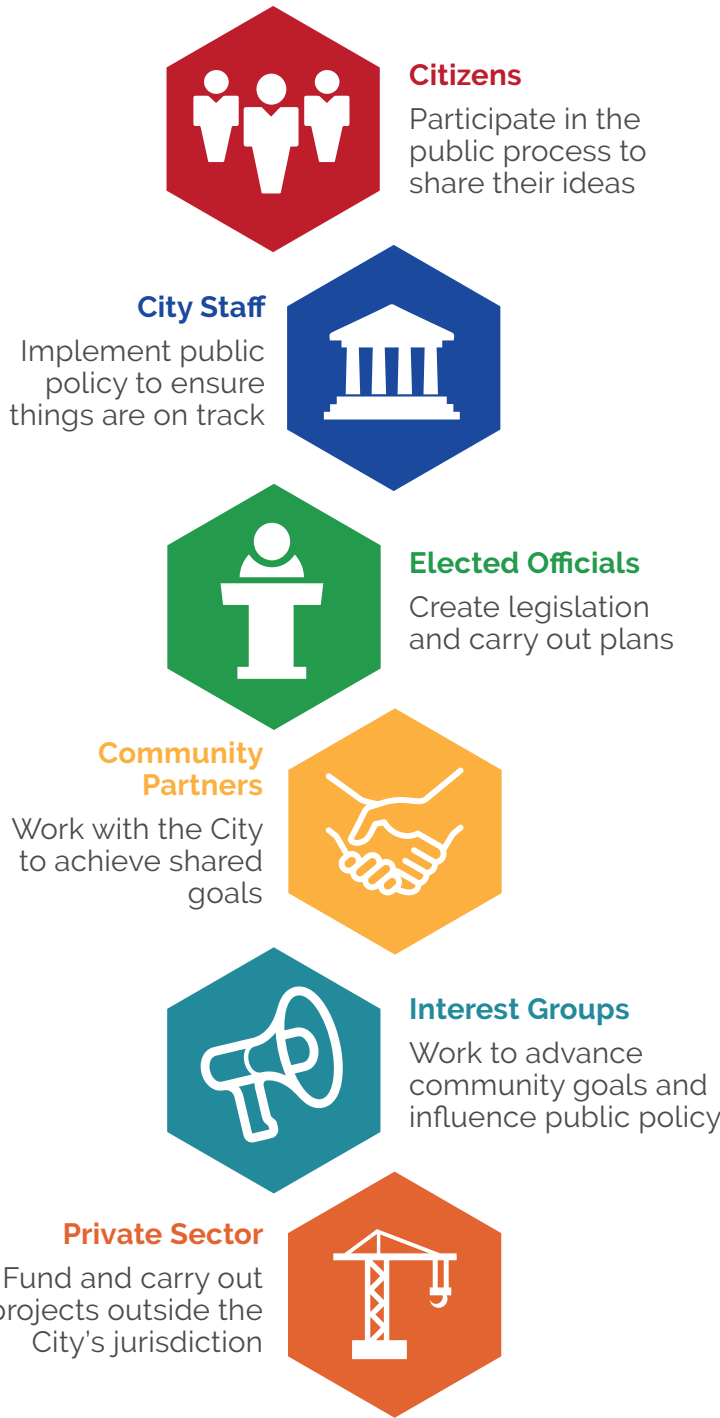 Citizens
Participate in the
public process to
share their ideas
City Staff
Implement public
policy to ensure
things are on track
Elected Officials
Create legislation
and carry out plans
Community
Partners
Work with the City
to achieve shared
goals
Interest Groups
Work to advance
community goals and
influence public policy
Private Sector
Fund and carry out
projects outside the
City's jurisdiction